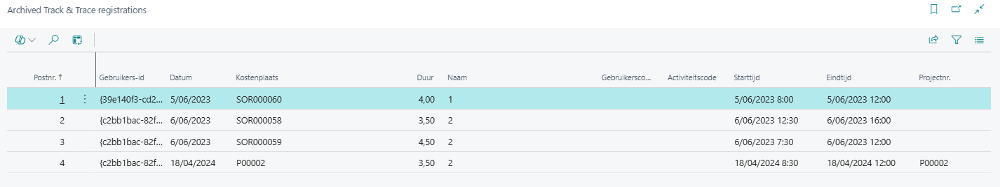 Archived Track & Trace registrations
Postnr. ↑ Gebruikers-id Datum Kostenplaats Duur Naam Gebruikersco... Activiteitscode Starttijd Eindtijd Projectnr.
1 {39e140f3-cd2... 5/06/2023 SOR000060 4,00 1 5/06/2023 8:00 5/06/2023 12:00
2 {c2bb1bac-82f... 6/06/2023 SOR000058 3,50 2 6/06/2023 12:30 6/06/2023 16:00
3 {c2bb1bac-82f... 6/06/2023 SOR000059 4,50 2 6/06/2023 7:30 6/06/2023 12:00
4 {c2bb1bac-82f... 18/04/2024 P00002 3,50 2 18/04/2024 8:30 18/04/2024 12:00 P00002